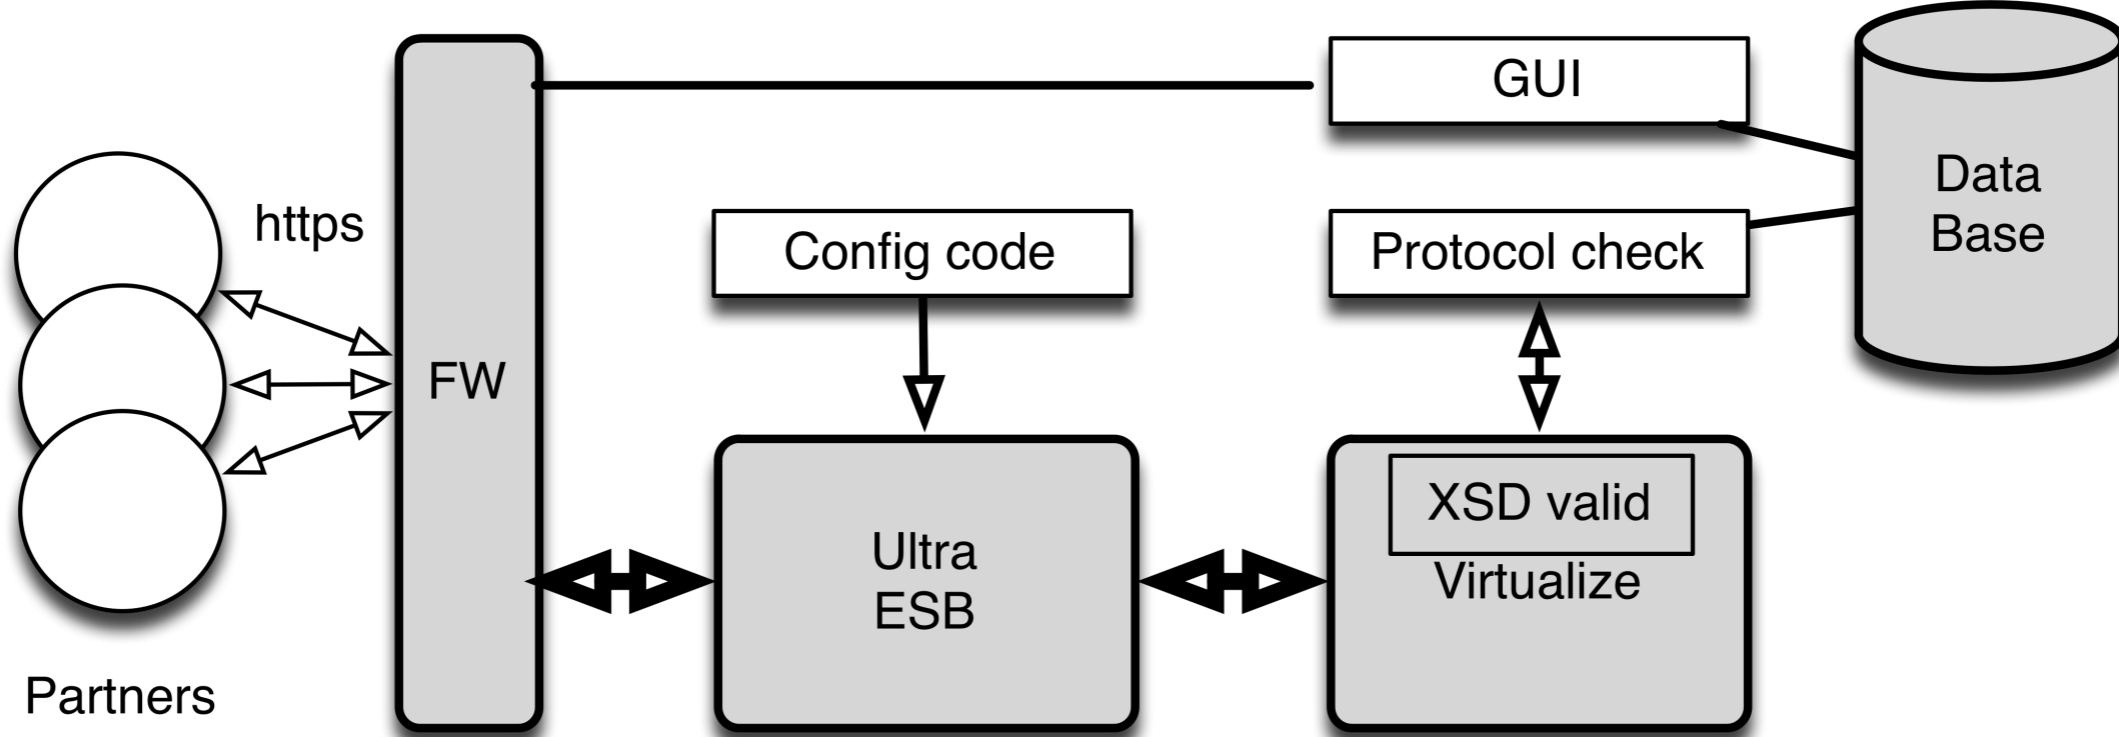 GUI
Data
Base
https
Config code
Protocol check
FW
XSD valid
Virtualize
Ultra
ESB
Partners